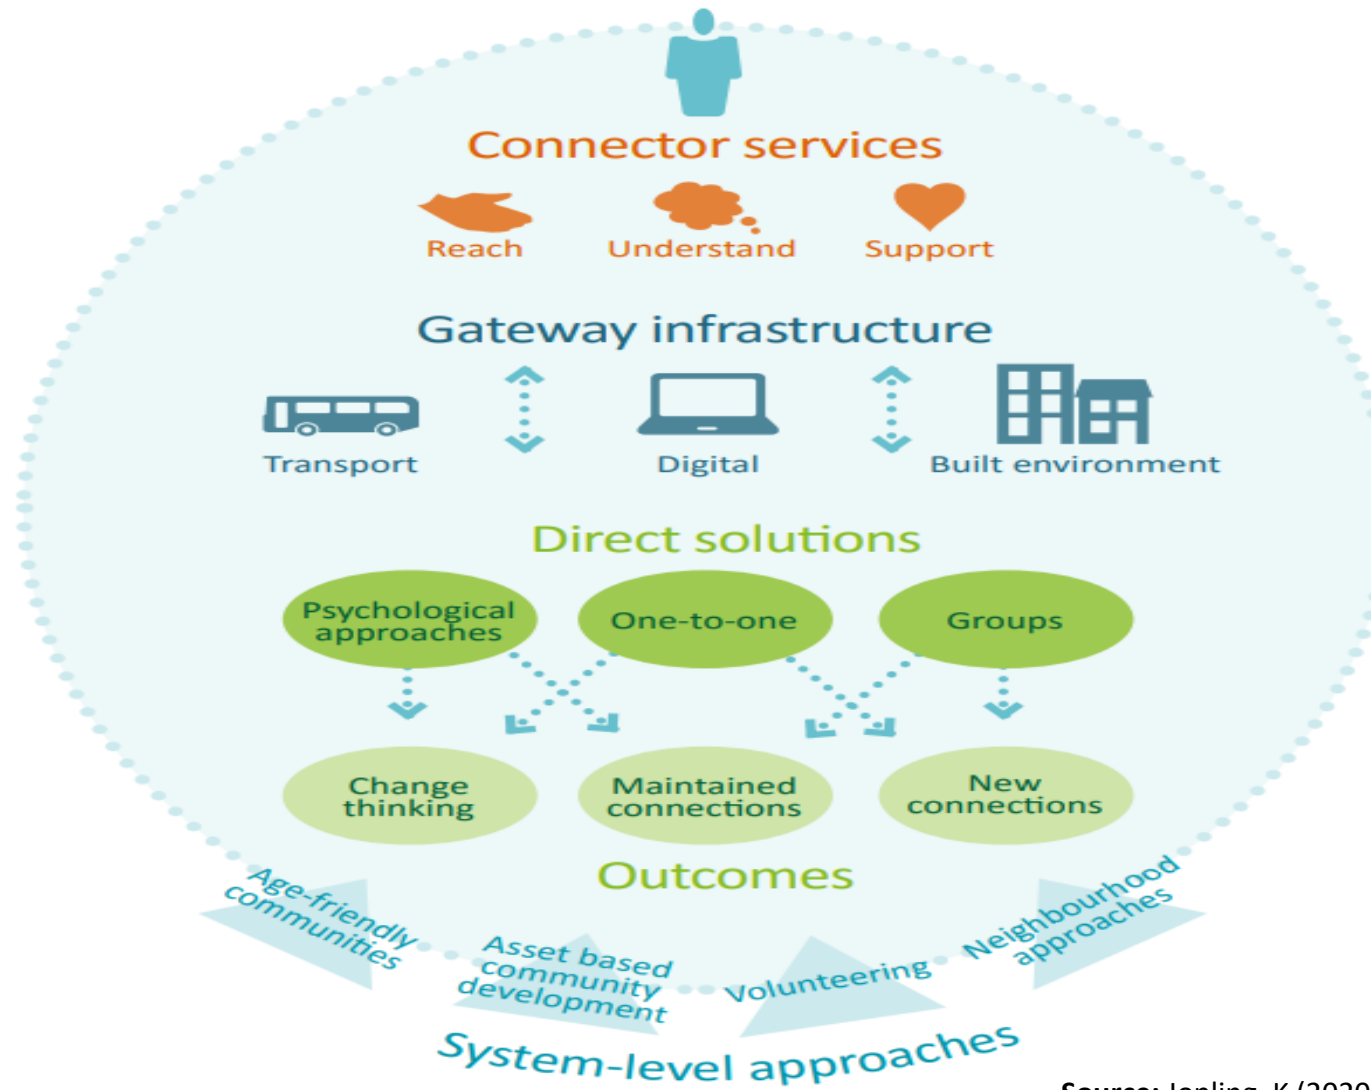 Connector services
Reach Understand Support
Gateway infrastructure
Transport Digital Built environment
Direct solutions
Psychological
approaches
One-to-one
Groups
Change
thinking
Maintained
connections
New
connections
Outcomes
Age-friendly
communities
Asset based
community
development
Volunteering
Neighbourhood
approaches
System-level approaches
Source: Jopling, K (2020